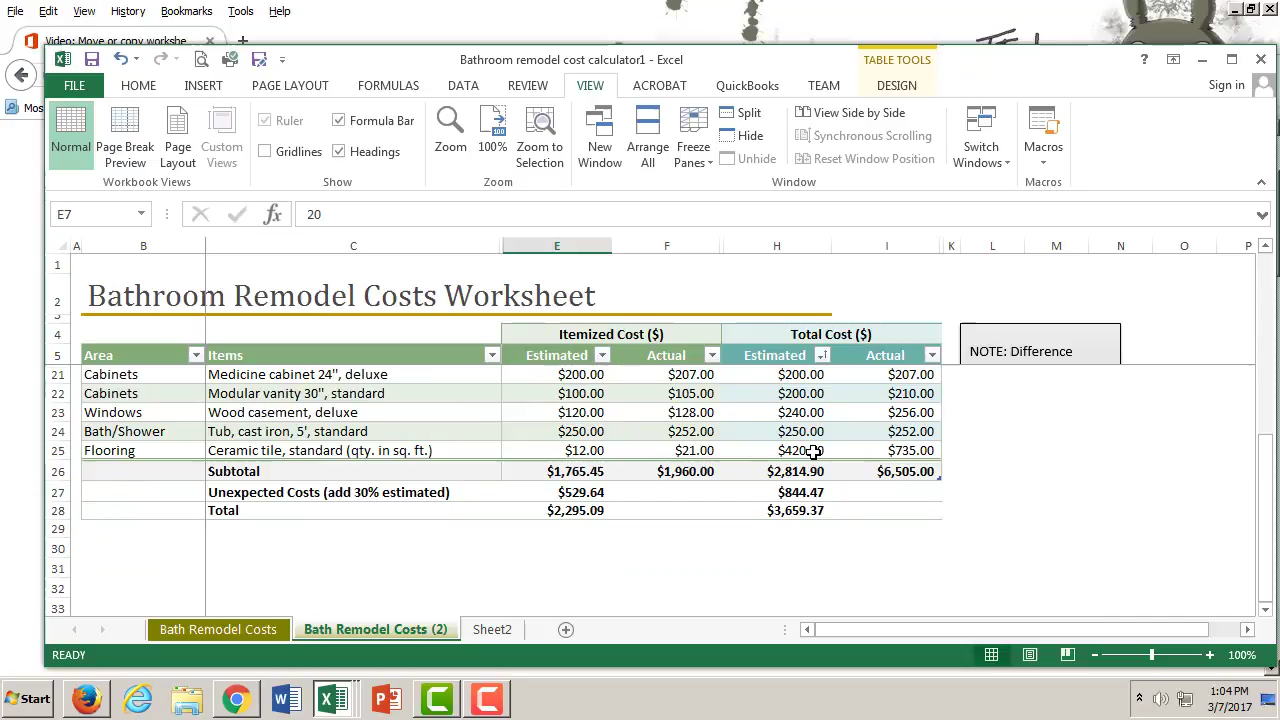 File Edit View History Bookmarks Tools Help
Video: Move or copy workshe
Bathroom remodel cost calculator1 - Excel
TABLE TOOLS
FILE HOME INSERT PAGE LAYOUT FORMULAS DATA REVIEW VIEW ACROBAT QuickBooks TEAM DESIGN
Sign in
Mos
Normal
Page Break Preview
Page Layout
Custom Views
Workbook Views
Ruler
Formula Bar
Gridlines
Headings
Show
Zoom
100%
Zoom to Selection
Zoom
New Window
Arrange All
Freeze Panes
Split
Hide
Unhide
View Side by Side
Synchronous Scrolling
Reset Window Position
Window
Switch Windows
Macros
Macros
E7
fx
20
A B C E F H I K L M N O P
1
2 Bathroom Remodel Costs Worksheet
4 Itemized Cost ($) Total Cost ($)
NOTE: Difference
5 Area Items Estimated Actual Estimated Actual
21 Cabinets Medicine cabinet 24", deluxe $200.00 $207.00 $200.00 $207.00
22 Cabinets Modular vanity 30", standard $100.00 $105.00 $200.00 $210.00
23 Windows Wood casement, deluxe $120.00 $128.00 $240.00 $256.00
24 Bath/Shower Tub, cast iron, 5', standard $250.00 $252.00 $250.00 $252.00
25 Flooring Ceramic tile, standard (qty. in sq. ft.) $12.00 $21.00 $735.00
26 Subtotal $1,765.45 $1,960.00 $2,814.90 $6,505.00
27 Unexpected Costs (add 30% estimated) $529.64 $844.47
28 Total $2,295.09 $3,659.37
29
30
31
32
33
Bath Remodel Costs Bath Remodel Costs (2) Sheet2
READY
100%
Start
1:04 PM
3/7/2017